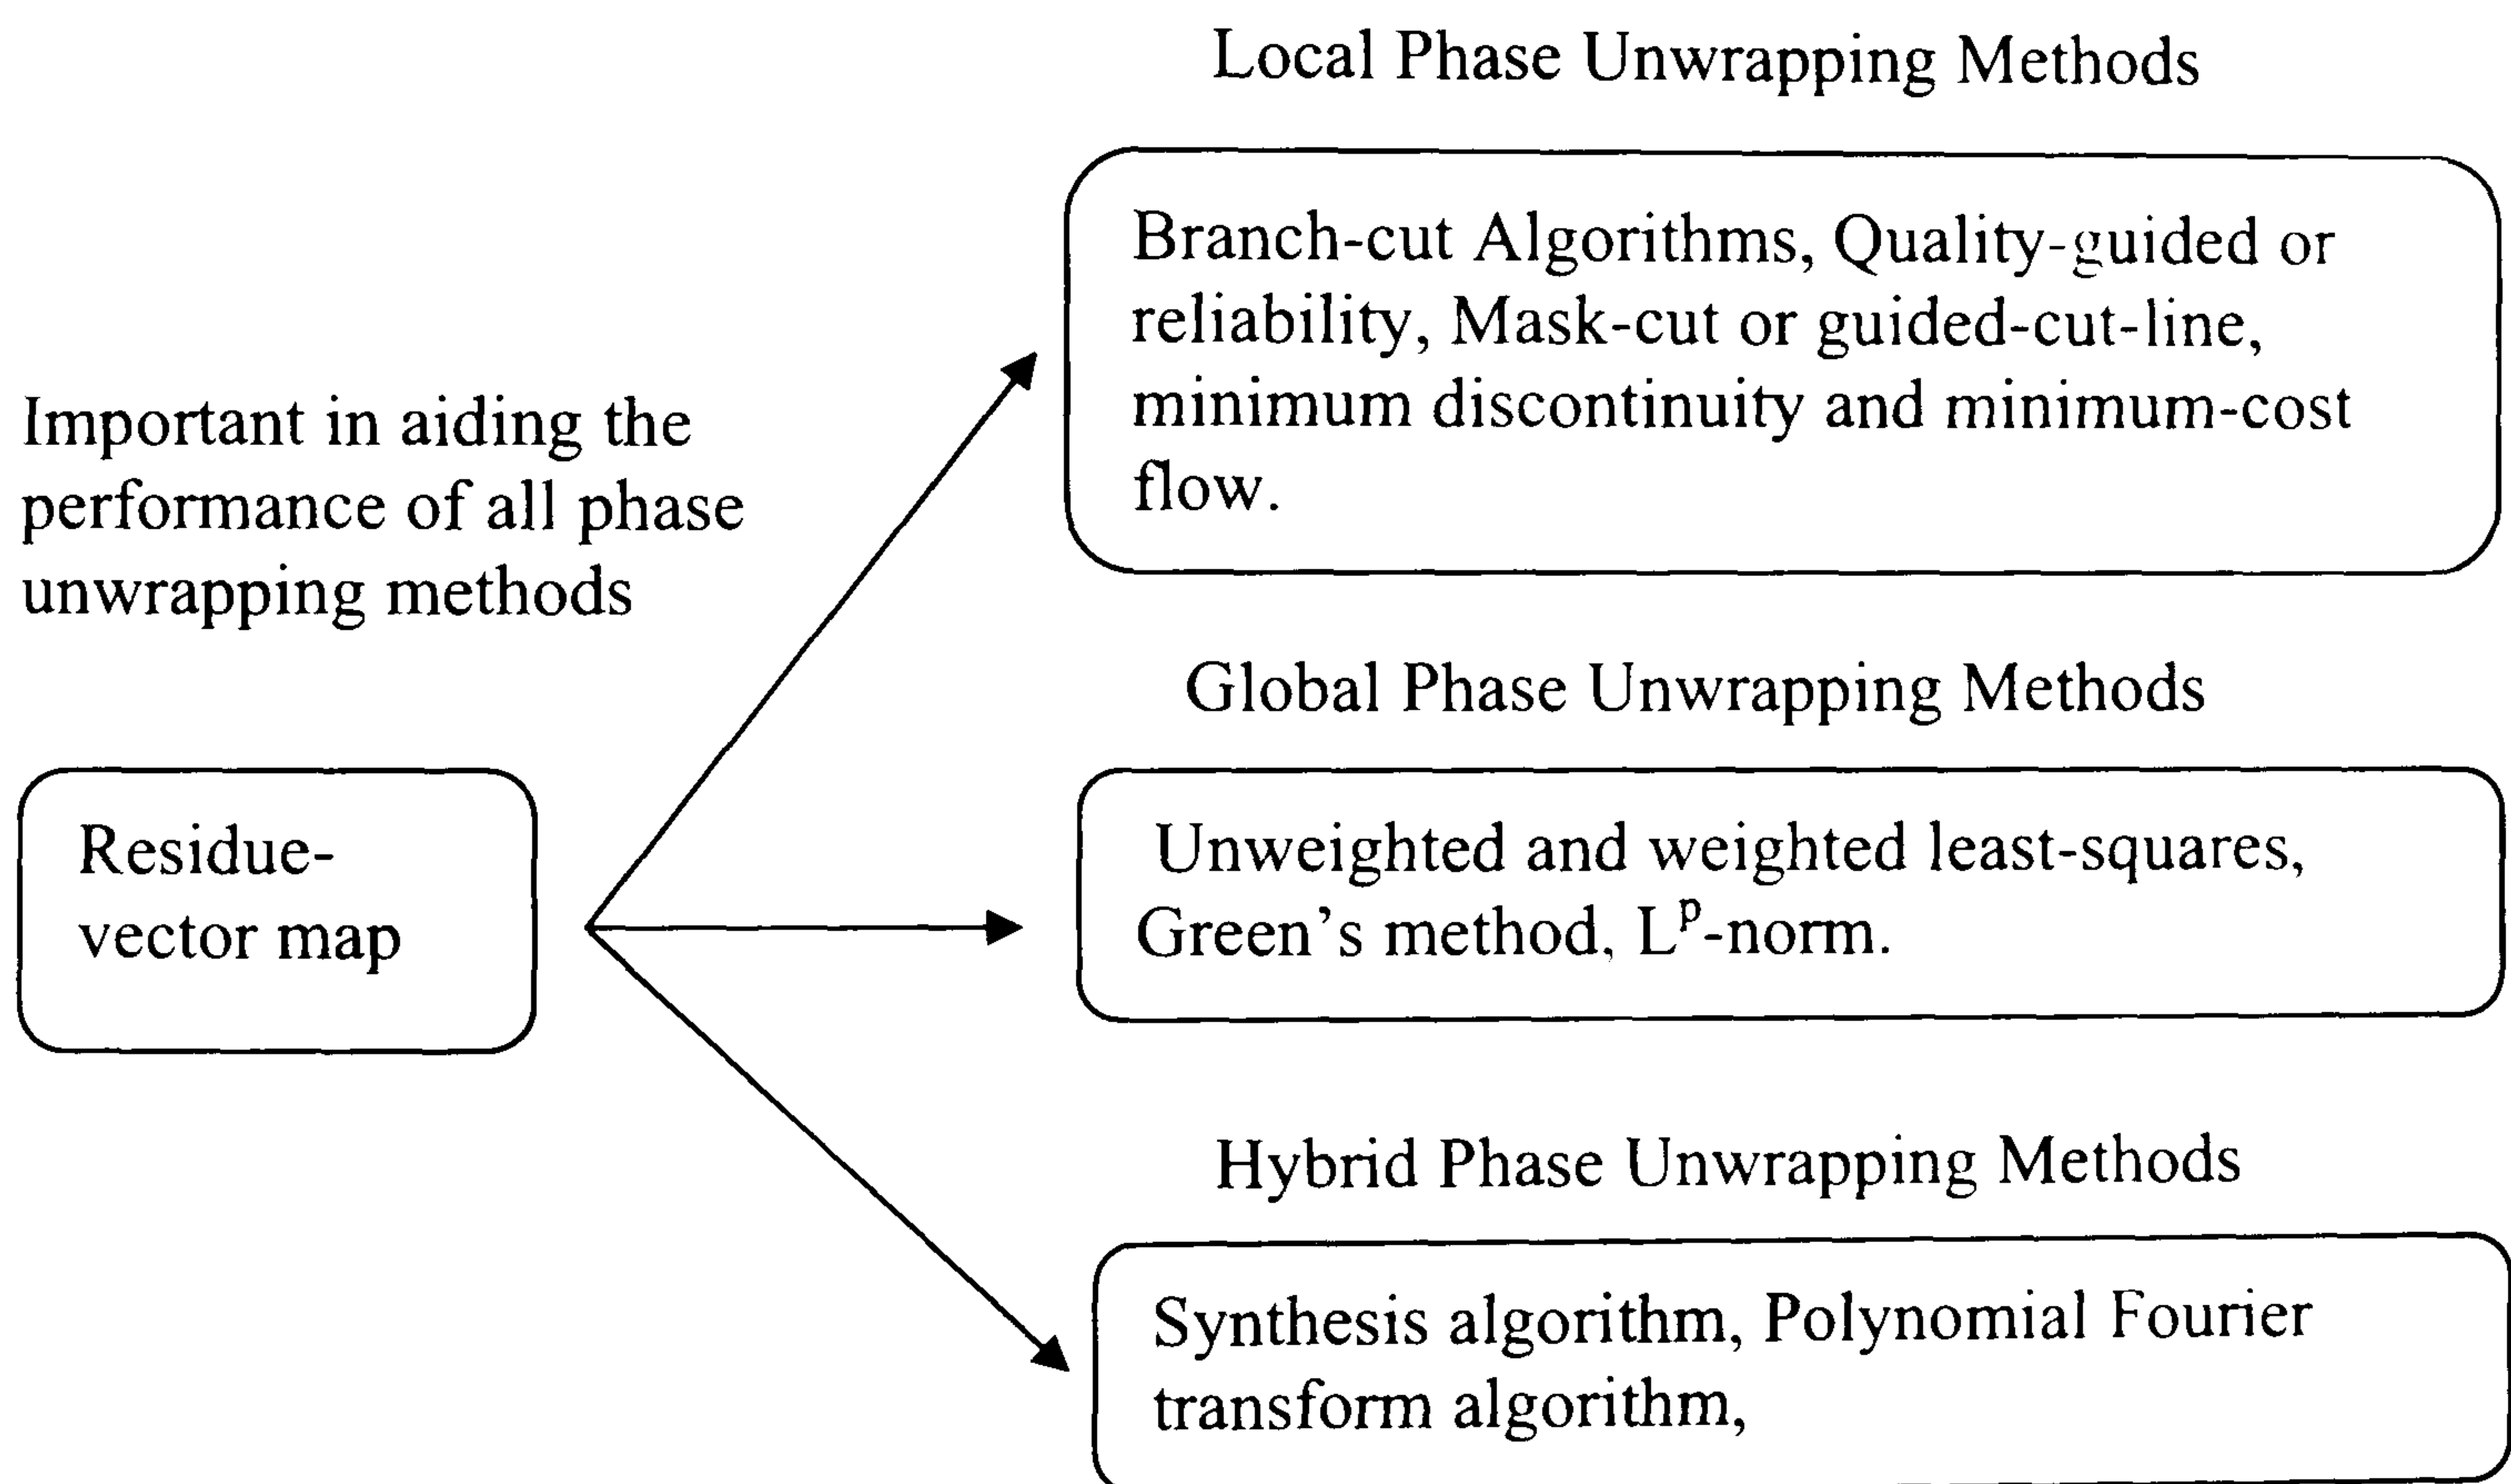 Local Phase Unwrapping Methods
Branch-cut Algorithms, Quality-guided or
reliability, Mask-cut or guided-cut-line,
minimum discontinuity and minimum-cost
flow.
Important in aiding the
performance of all phase
unwrapping methods
Global Phase Unwrapping Methods
Residue-
vector map
Unweighted and weighted least-squares,
Green's method, Lᵖ-norm.
Hybrid Phase Unwrapping Methods
Synthesis algorithm, Polynomial Fourier
transform algorithm,